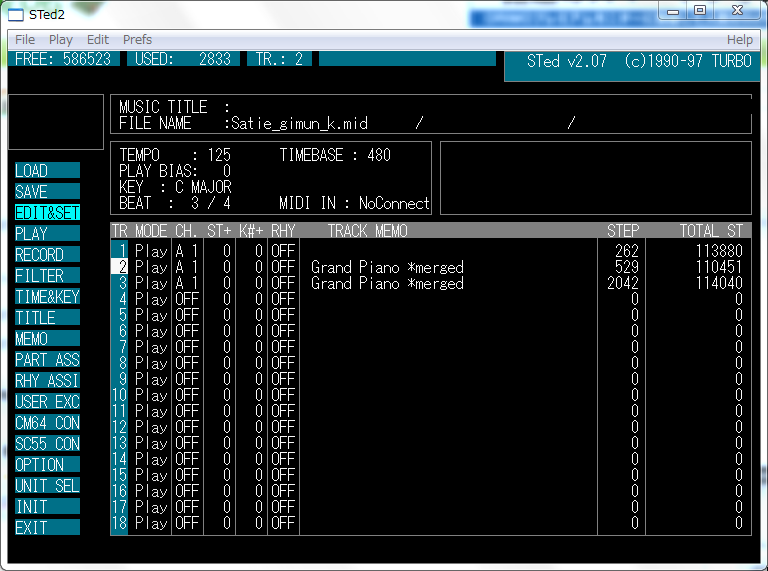 STed2
File Play Edit Prefs Help
FREE: 586523 USED: 2833 TR.: 2
STed v2.07 (c)1990-97 TURBO
MUSIC TITLE :
FILE NAME :Satie_gimun_k.mid / /
TEMPO : 125 TIMEBASE : 480
PLAY BIAS: 0
KEY : C MAJOR
BEAT : 3 / 4 MIDI IN : NoConnect
LOAD
SAVE
EDIT&SET
PLAY
RECORD
FILTER
TIME&KEY
TITLE
MEMO
PART ASS
RHY ASSI
USER EXC
CM64 CON
SC55 CON
OPTION
UNIT SEL
INIT
EXIT
TR MODE CH. ST+ K#+ RHY TRACK MEMO STEP TOTAL ST
1 Play A 1 0 0 OFF 262 113880
2 Play A 1 0 0 OFF Grand Piano *merged 529 110451
3 Play A 1 0 0 OFF Grand Piano *merged 2042 114040
4 Play OFF 0 0 OFF 0 0
5 Play OFF 0 0 OFF 0 0
6 Play OFF 0 0 OFF 0 0
7 Play OFF 0 0 OFF 0 0
8 Play OFF 0 0 OFF 0 0
9 Play OFF 0 0 OFF 0 0
10 Play OFF 0 0 OFF 0 0
11 Play OFF 0 0 OFF 0 0
12 Play OFF 0 0 OFF 0 0
13 Play OFF 0 0 OFF 0 0
14 Play OFF 0 0 OFF 0 0
15 Play OFF 0 0 OFF 0 0
16 Play OFF 0 0 OFF 0 0
17 Play OFF 0 0 OFF 0 0
18 Play OFF 0 0 OFF 0 0